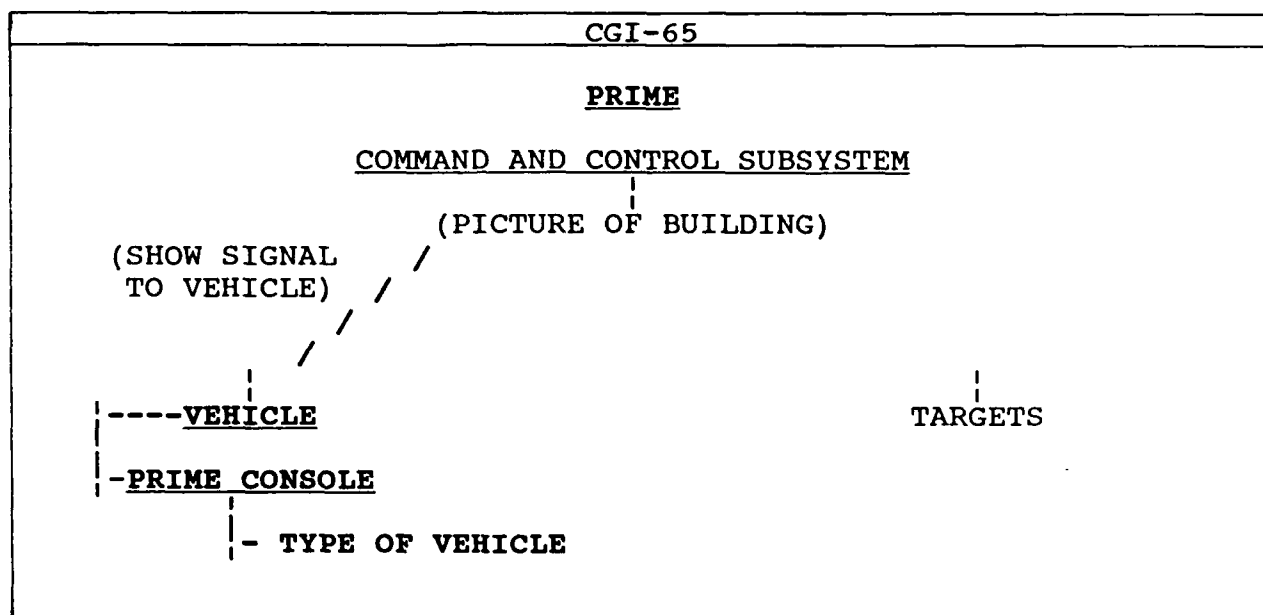 CGI-65
PRIME
COMMAND AND CONTROL SUBSYSTEM
(PICTURE OF BUILDING)
(SHOW SIGNAL
TO VEHICLE)
----VEHICLE
TARGETS
-PRIME CONSOLE
- TYPE OF VEHICLE